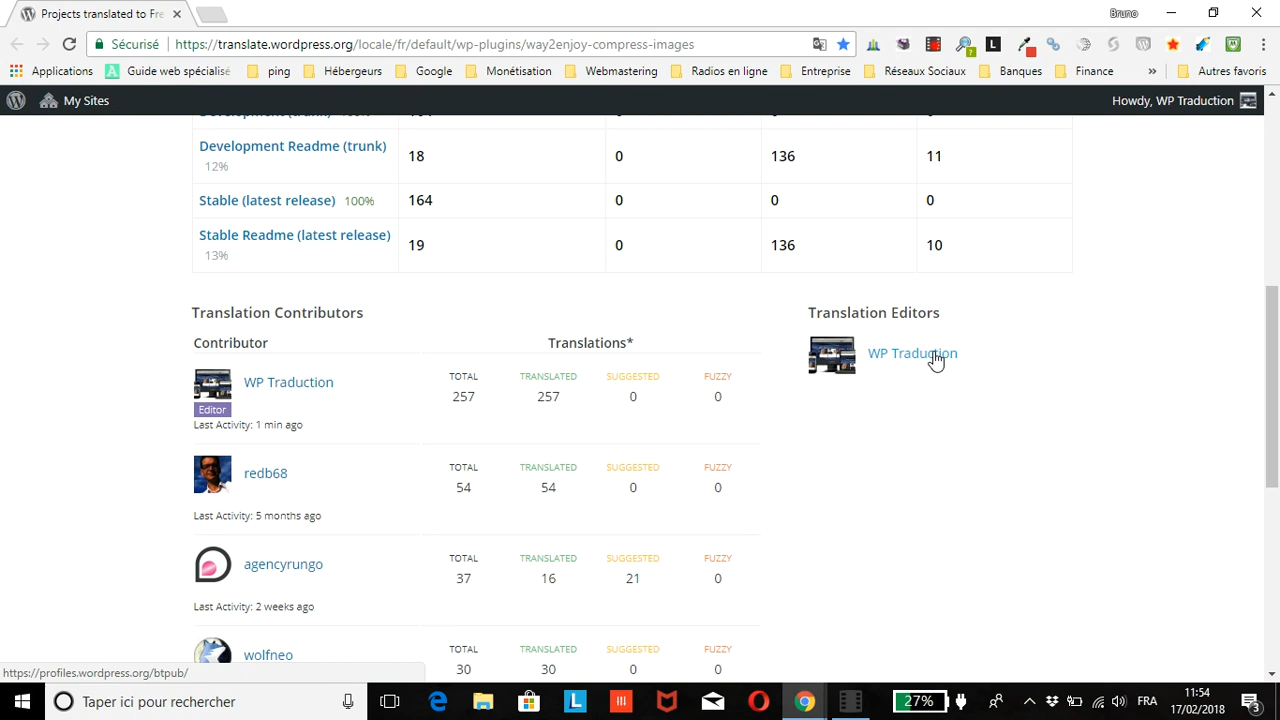 Projects translated to Fre
Bruno
Sécurisé
https://translate.wordpress.org/locale/fr/default/wp-plugins/way2enjoy-compress-images
Applications Guide web spécialisé ping Hébergeurs Google Monétisation Webmastering Radios en ligne Entreprise Réseaux Sociaux Banques Finance » Autres favoris
My Sites
Howdy, WP Traduction
Development Readme (trunk) 18 0 136 11
12%
Stable (latest release) 100% 164 0 0 0
Stable Readme (latest release) 19 0 136 10
13%
Translation Contributors
Translation Editors
Contributor Translations*
WP Traduction
WP Traduction
Editor
TOTAL TRANSLATED SUGGESTED FUZZY
257 257 0 0
Last Activity: 1 min ago
redb68
TOTAL TRANSLATED SUGGESTED FUZZY
54 54 0 0
Last Activity: 5 months ago
agencyrungo
TOTAL TRANSLATED SUGGESTED FUZZY
37 16 21 0
Last Activity: 2 weeks ago
wolfneo
TOTAL TRANSLATED SUGGESTED FUZZY
30 30 0 0
https://profiles.wordpress.org/btpub/
Taper ici pour rechercher
27%
FRA
11:54
17/02/2018
3